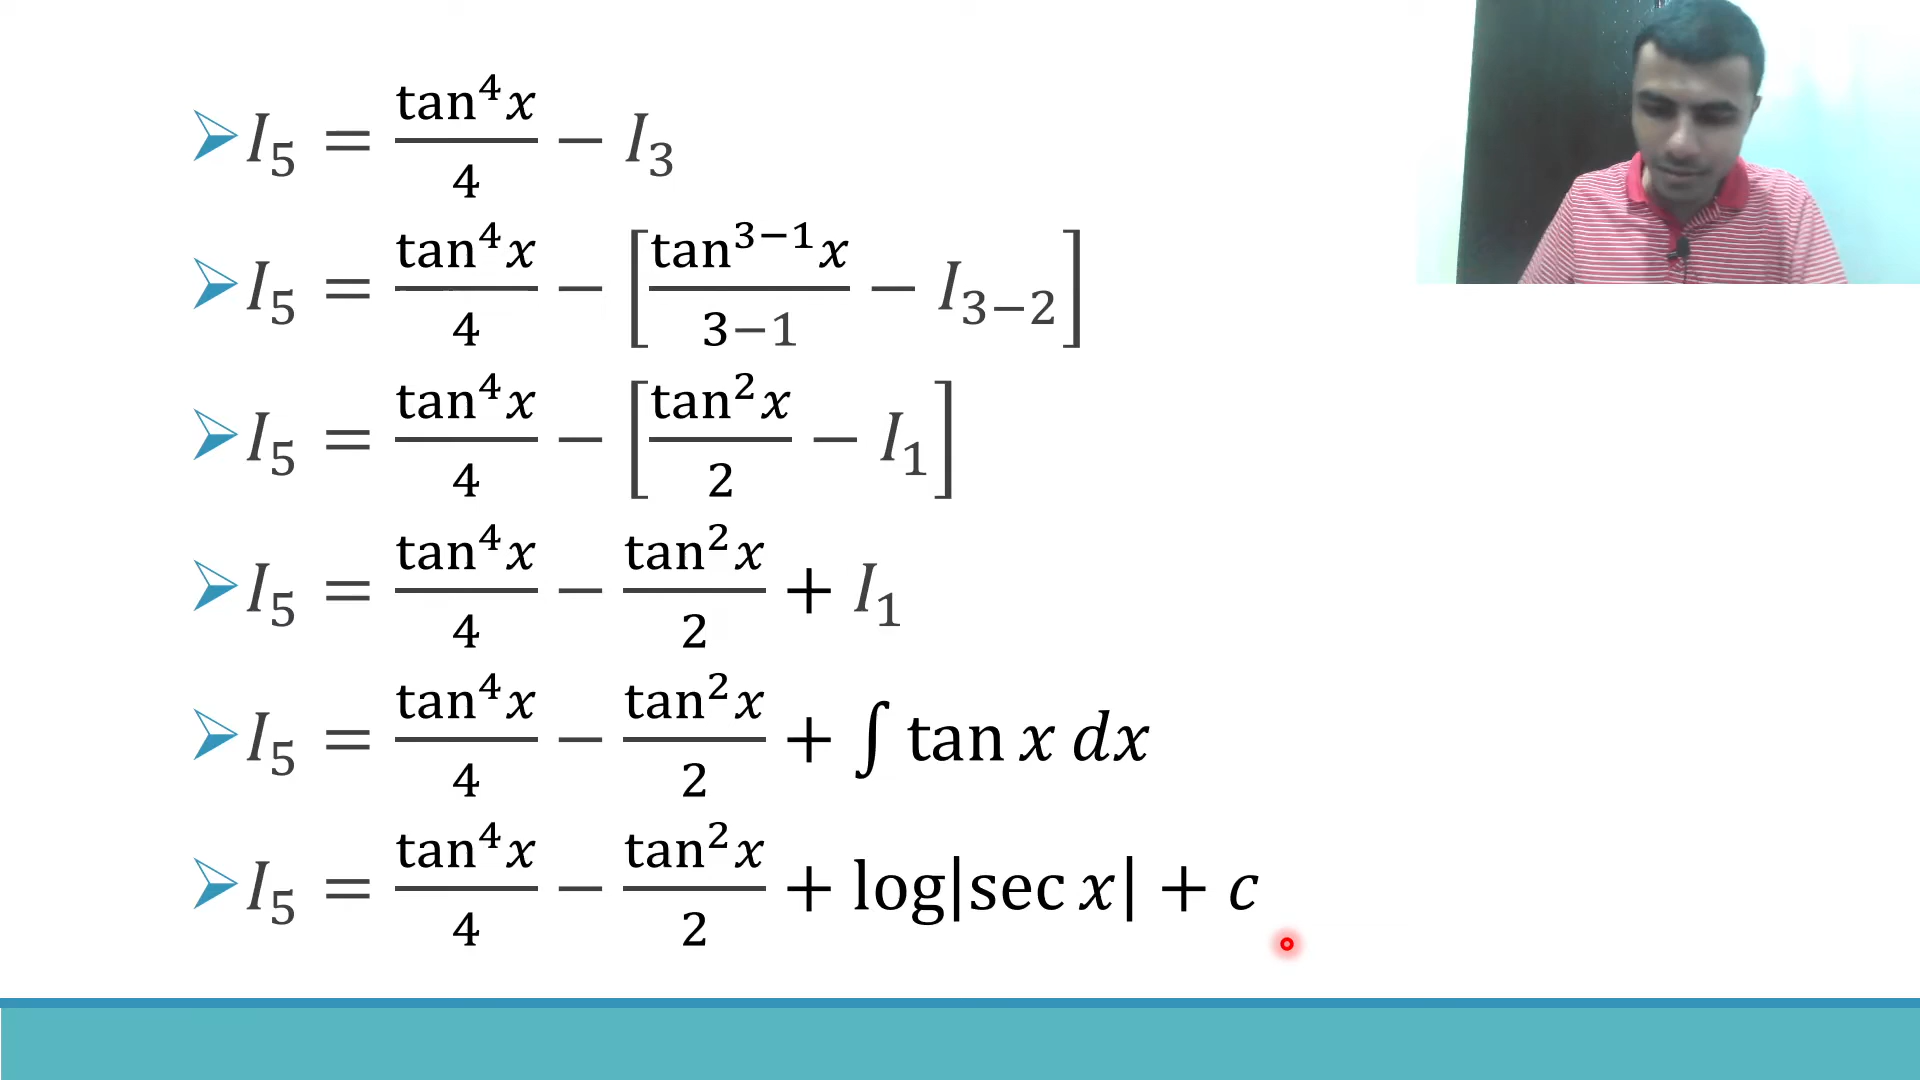 ➢I₅ = tan⁴x/4 − I₃
➢I₅ = tan⁴x/4 − [tan³⁻¹x/3−1 − I₃₋₂]
➢I₅ = tan⁴x/4 − [tan²x/2 − I₁]
➢I₅ = tan⁴x/4 − tan²x/2 + I₁
➢I₅ = tan⁴x/4 − tan²x/2 + ∫ tan x dx
➢I₅ = tan⁴x/4 − tan²x/2 + log|sec x| + c